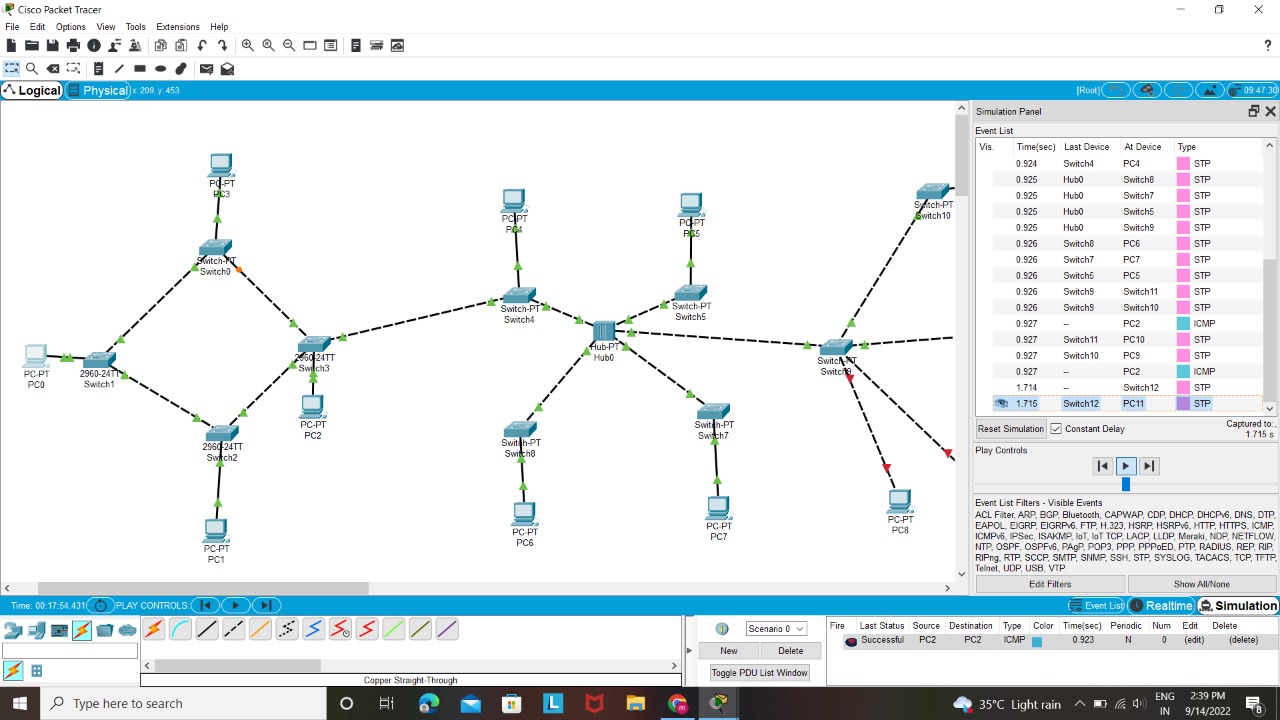 Cisco Packet Tracer
File Edit Options View Tools Extensions Help
?
Logical Physical x: 209, y: 453 [Root] 09:47:30
Simulation Panel
Event List
Vis. Time(sec) Last Device At Device Type
0.924 Switch4 PC4 STP
0.925 Hub0 Switch8 STP
0.925 Hub0 Switch7 STP
0.925 Hub0 Switch5 STP
0.925 Hub0 Switch9 STP
0.926 Switch8 PC6 STP
0.926 Switch7 PC7 STP
0.926 Switch5 PC5 STP
0.926 Switch9 Switch11 STP
0.926 Switch9 Switch10 STP
0.927 -- PC2 ICMP
0.927 Switch11 PC10 STP
0.927 Switch10 PC9 STP
0.927 -- PC2 ICMP
1.714 -- Switch12 STP
1.715 Switch12 PC11 STP
Reset Simulation Constant Delay Captured to:
1.715 s
Play Controls
Event List Filters - Visible Events
ACL Filter, ARP, BGP, Bluetooth, CAPWAP, CDP, DHCP, DHCPv6, DNS, DTP,
EAPOL, EIGRP, EIGRPv6, FTP, H.323, HSRP, HSRPv6, HTTP, HTTPS, ICMP,
ICMPv6, IPSec, ISAKMP, IoT, IoT TCP, LACP, LLDP, Meraki, NDP, NETFLOW,
NTP, OSPF, OSPFv6, PAgP, POP3, PPP, PPPoED, PTP, RADIUS, REP, RIP,
RIPng, RTP, SCCP, SMTP, SNMP, SSH, STP, SYSLOG, TACACS, TCP, TFTP,
Telnet, UDP, USB, VTP
Edit Filters Show All/None
PC-PT
PC3
Switch-PT
Switch0
PC-PT
PC0
2960-24TT
Switch1
2960-24TT
Switch3
PC-PT
PC2
2960-24TT
Switch2
PC-PT
PC1
PC-PT
PC4
Switch-PT
Switch4
PC-PT
PC5
Switch-PT
Switch5
Hub-PT
Hub0
Switch-PT
Switch8
PC-PT
PC6
Switch-PT
Switch7
PC-PT
PC7
Switch-PT
Switch10
Switch-PT
Switch9
PC-PT
PC8
Time: 00:17:54.431 PLAY CONTROLS: Event List Realtime Simulation
Copper Straight-Through
Scenario 0
New Delete
Toggle PDU List Window
Fire Last Status Source Destination Type Color Time(sec) Periodic Num Edit Delete
Successful PC2 PC2 ICMP 0.923 N 0 (edit) (delete)
Type here to search
35°C Light rain
ENG
IN
2:39 PM
9/14/2022
8